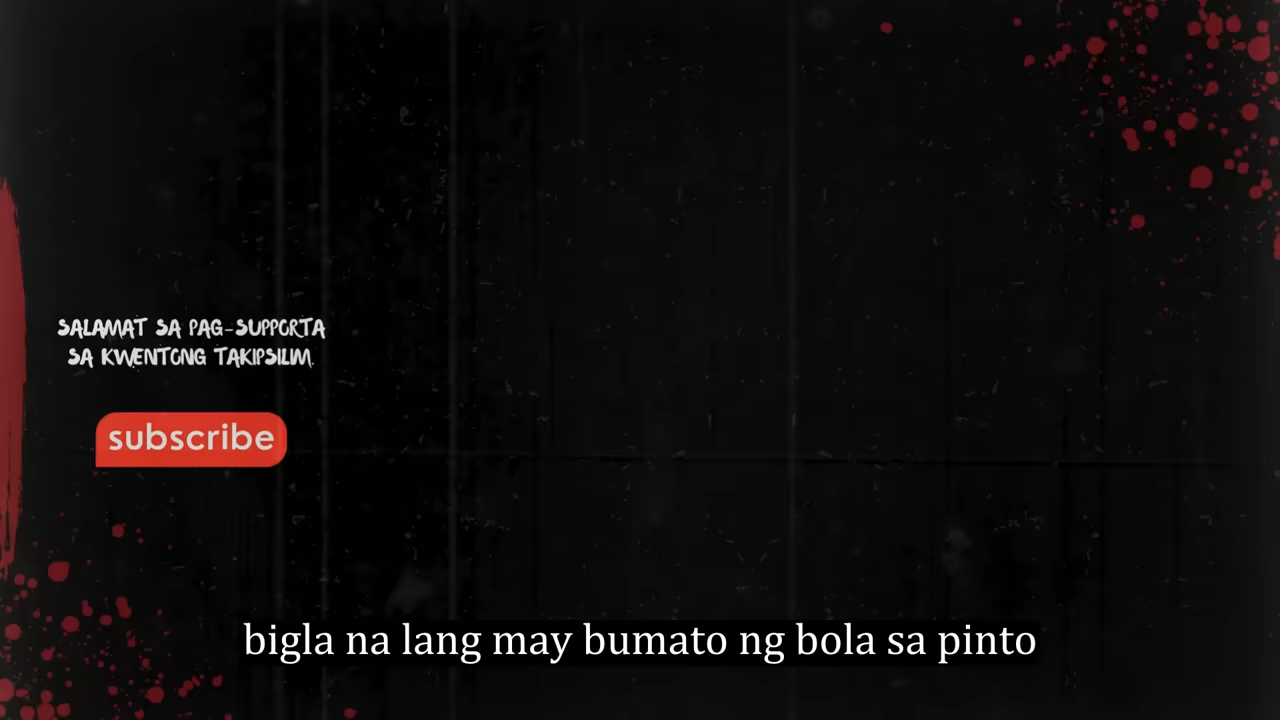 SALAMAT SA PAG-SUPPORTA
SA KWENTONG TAKIPSILIM
subscribe
bigla na lang may bumato ng bola sa pinto